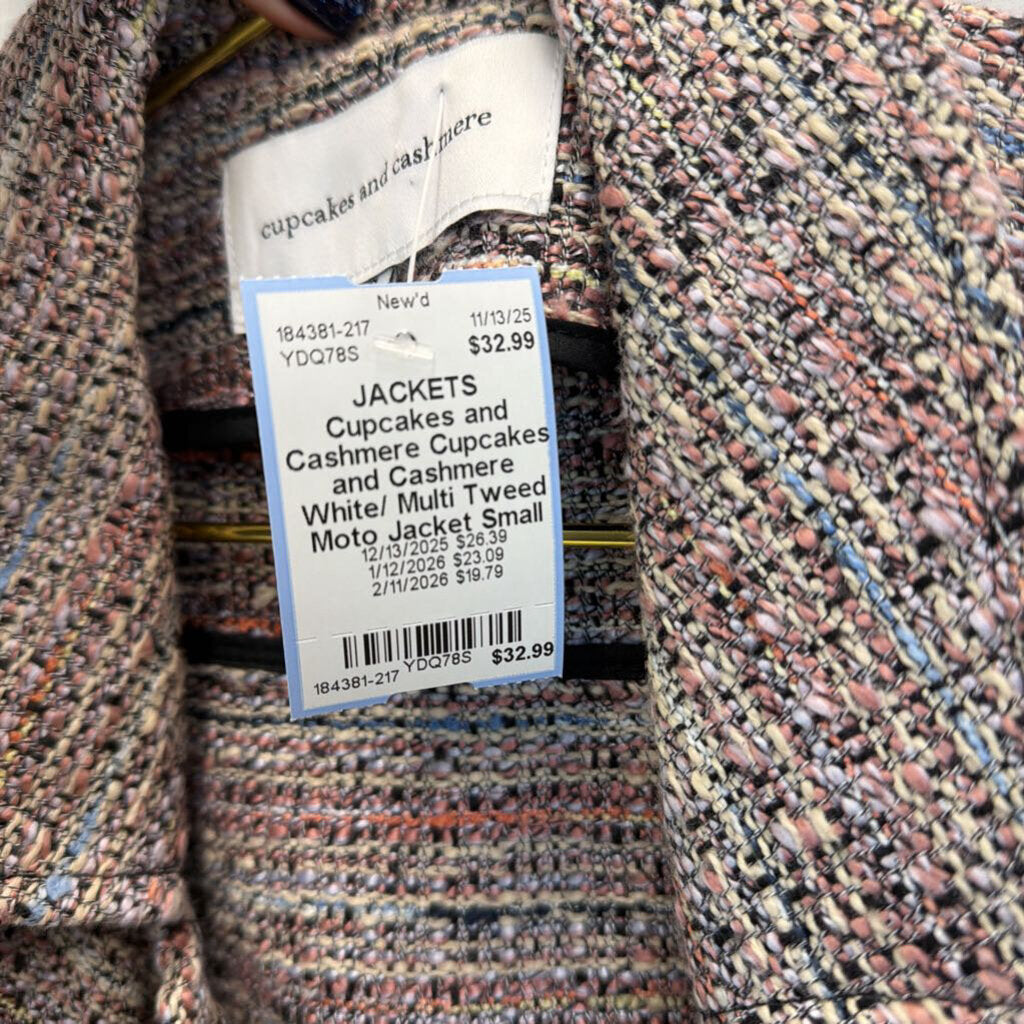 cupcakes and cashmere
New'd
184381-217 11/13/25
YDQ78S $32.99
JACKETS
Cupcakes and
Cashmere Cupcakes
and Cashmere
White/ Multi Tweed
Moto Jacket Small
12/13/2025 $26.39
1/12/2026 $23.09
2/11/2026 $19.79
184381-217 YDQ78S $32.99